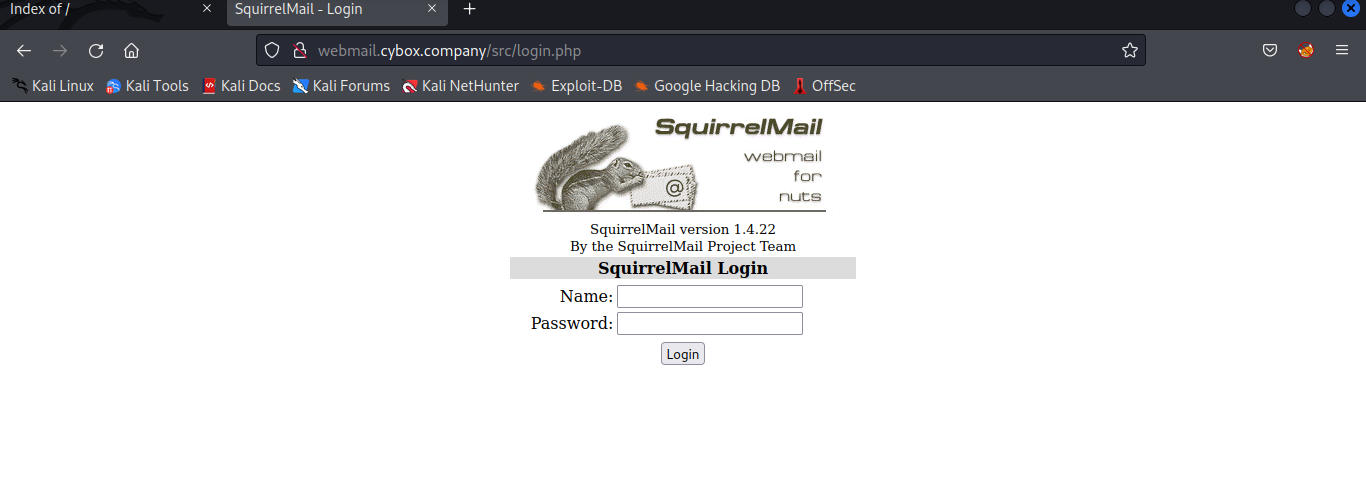 Index of /
SquirrelMail - Login
webmail.cybox.company/src/login.php
Kali Linux Kali Tools Kali Docs Kali Forums Kali NetHunter Exploit-DB Google Hacking DB OffSec
SquirrelMail
webmail
for
nuts
@
SquirrelMail version 1.4.22
By the SquirrelMail Project Team
SquirrelMail Login
Name:
Password:
Login